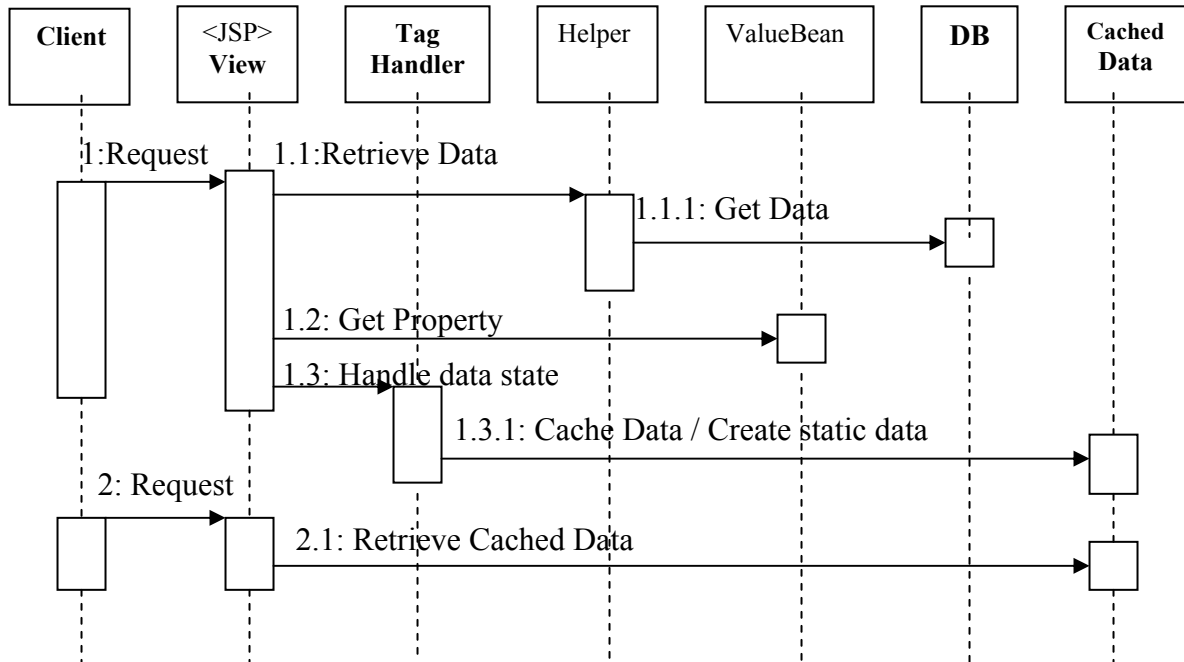 Client
<JSP>
View
Tag
Handler
Helper
ValueBean
DB
Cached
Data
1:Request
1.1:Retrieve Data
1.1.1: Get Data
1.2: Get Property
1.3: Handle data state
1.3.1: Cache Data / Create static data
2: Request
2.1: Retrieve Cached Data